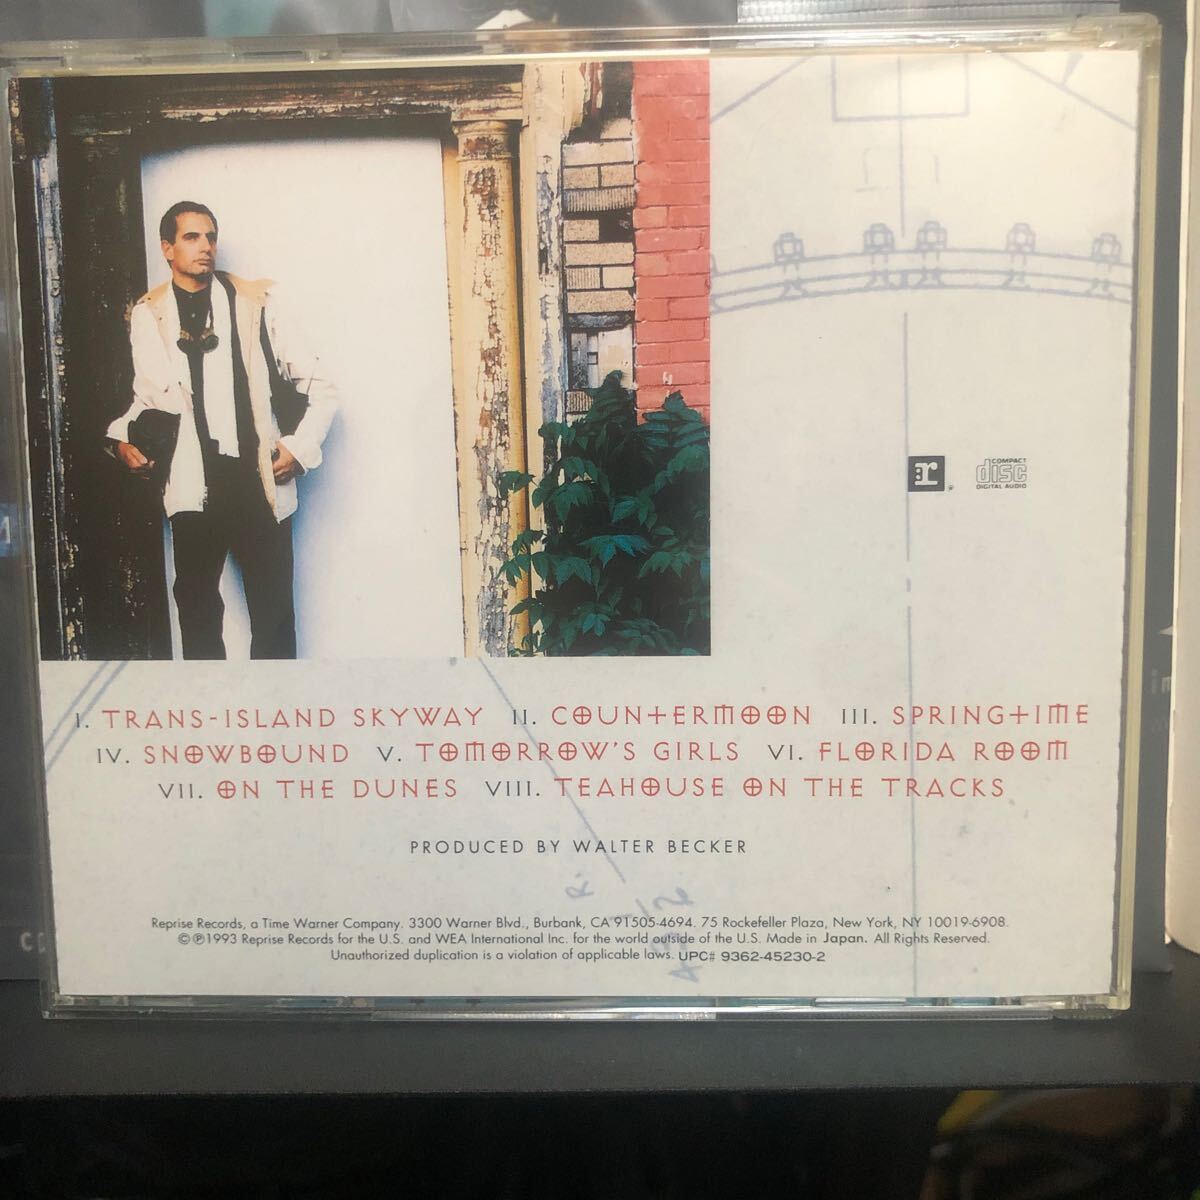 COMPACT
disc
DIGITAL AUDIO
I. TRANS-ISLAND SKYWAY II. COUNTERMOON III. SPRINGTIME
IV. SNOWBOUND V. TOMORROW'S GIRLS VI. FLORIDA ROOM
VII. ON THE DUNES VIII. TEAHOUSE ON THE TRACKS
PRODUCED BY WALTER BECKER
Reprise Records, a Time Warner Company. 3300 Warner Blvd., Burbank, CA 91505-4694. 75 Rockefeller Plaza, New York, NY 10019-6908.
©℗1993 Reprise Records for the U.S. and WEA International Inc. for the world outside of the U.S. Made in Japan. All Rights Reserved.
Unauthorized duplication is a violation of applicable laws. UPC# 9362-45230-2